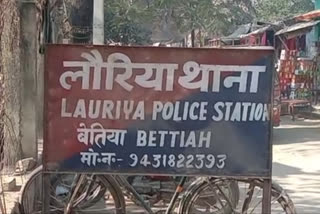 लौरिया थाना
LAURIYA POLICE STATION
बेतिया BETTIAH
मो०न०:- 9431822393